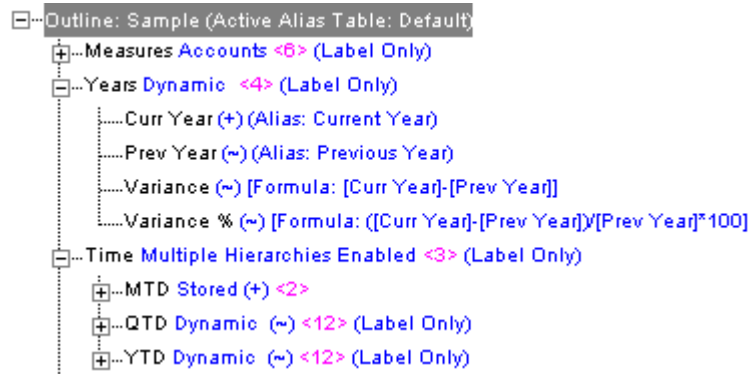 Outline: Sample (Active Alias Table: Default)
Measures Accounts <6> (Label Only)
Years Dynamic <4> (Label Only)
Curr Year (+) (Alias: Current Year)
Prev Year (~) (Alias: Previous Year)
Variance (~) [Formula: [Curr Year]-[Prev Year]]
Variance % (~) [Formula: ([Curr Year]-[Prev Year])/[Prev Year]*100]
Time Multiple Hierarchies Enabled <3> (Label Only)
MTD Stored (+) <2>
QTD Dynamic (~) <12> (Label Only)
YTD Dynamic (~) <12> (Label Only)